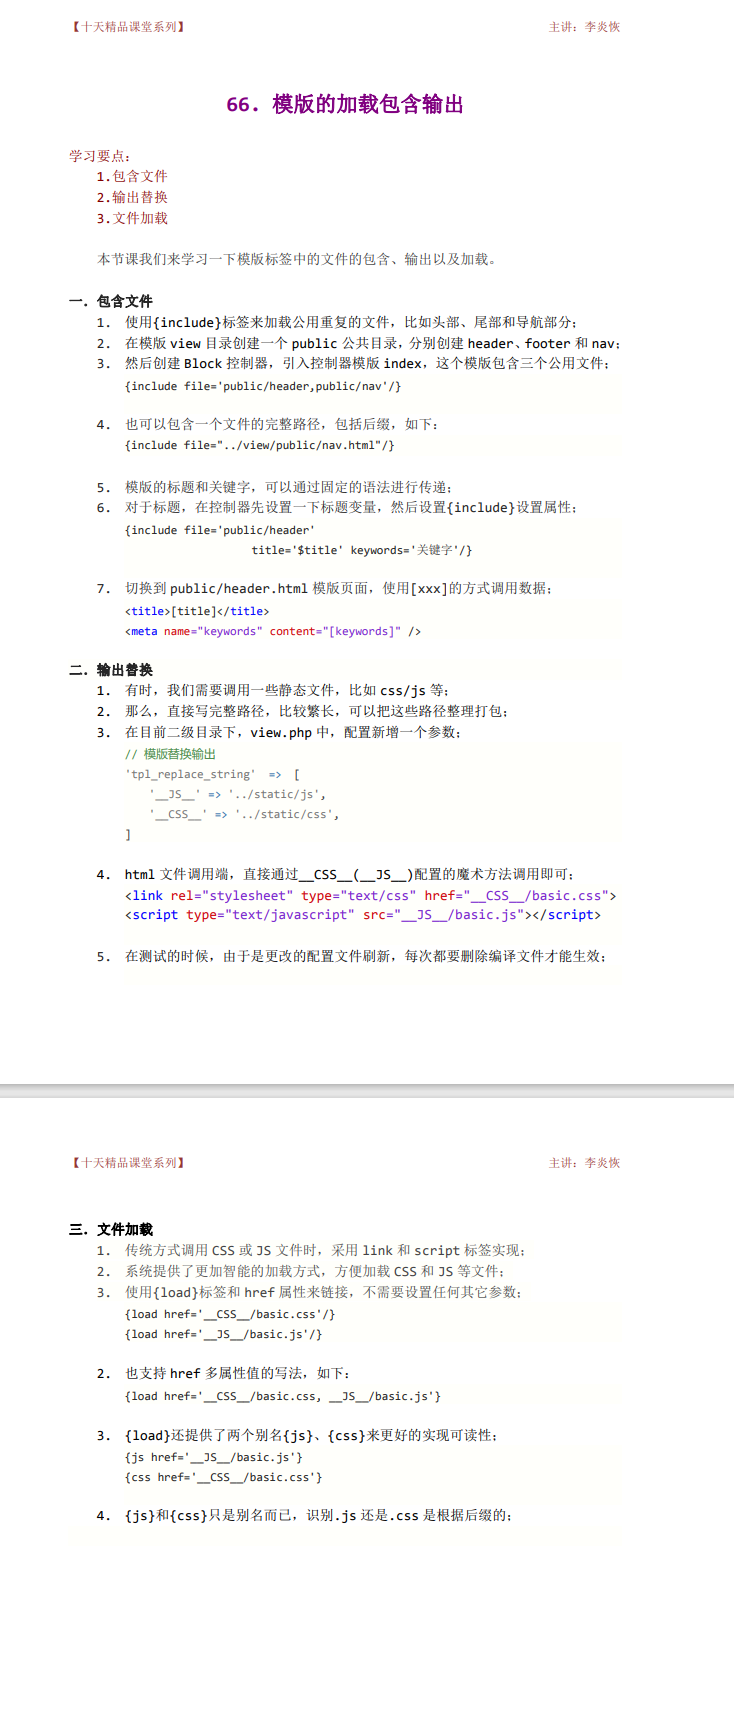 【十天精品课堂系列】 主讲：李炎恢
66. 模版的加载包含输出
学习要点：
1.包含文件
2.输出替换
3.文件加载
本节课我们来学习一下模版标签中的文件的包含、输出以及加载。
一. 包含文件
1. 使用{include}标签来加载公用重复的文件，比如头部、尾部和导航部分；
2. 在模版 view 目录创建一个 public 公共目录，分别创建 header、footer 和 nav；
3. 然后创建 Block 控制器，引入控制器模版 index，这个模版包含三个公用文件；
{include file='public/header,public/nav'/}
4. 也可以包含一个文件的完整路径，包括后缀，如下：
{include file="../view/public/nav.html"/}
5. 模版的标题和关键字，可以通过固定的语法进行传递；
6. 对于标题，在控制器先设置一下标题变量，然后设置{include}设置属性；
{include file='public/header'
title='$title' keywords='关键字'/}
7. 切换到 public/header.html 模版页面，使用[xxx]的方式调用数据；
<title>[title]</title>
<meta name="keywords" content="[keywords]" />
二. 输出替换
1. 有时，我们需要调用一些静态文件，比如 css/js 等；
2. 那么，直接写完整路径，比较繁长，可以把这些路径整理打包；
3. 在目前二级目录下，view.php 中，配置新增一个参数；
// 模版替换输出
'tpl_replace_string' => [
'__JS__' => '../static/js',
'__CSS__' => '../static/css',
]
4. html 文件调用端，直接通过__CSS__(__JS__)配置的魔术方法调用即可；
<link rel="stylesheet" type="text/css" href="__CSS__/basic.css">
<script type="text/javascript" src="__JS__/basic.js"></script>
5. 在测试的时候，由于是更改的配置文件刷新，每次都要删除编译文件才能生效；
【十天精品课堂系列】 主讲：李炎恢
三. 文件加载
1. 传统方式调用 CSS 或 JS 文件时，采用 link 和 script 标签实现；
2. 系统提供了更加智能的加载方式，方便加载 CSS 和 JS 等文件；
3. 使用{load}标签和 href 属性来链接，不需要设置任何其它参数；
{load href='__CSS__/basic.css'/}
{load href='__JS__/basic.js'/}
2. 也支持 href 多属性值的写法，如下：
{load href='__CSS__/basic.css, __JS__/basic.js'}
3. {load}还提供了两个别名{js}、{css}来更好的实现可读性；
{js href='__JS__/basic.js'}
{css href='__CSS__/basic.css'}
4. {js}和{css}只是别名而已，识别.js 还是.css 是根据后缀的；